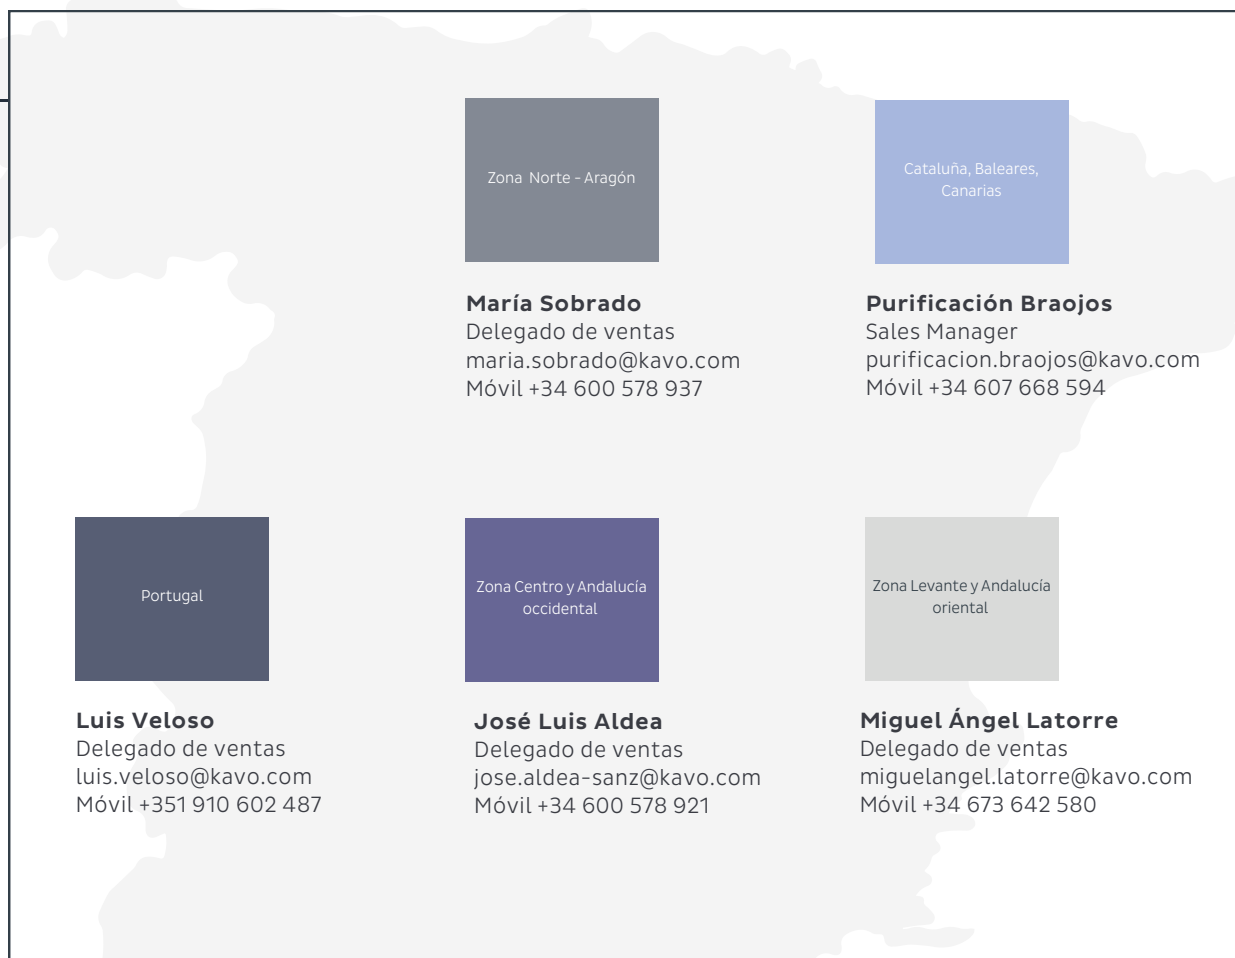 Zona Norte - Aragón
María Sobrado
Delegado de ventas
maria.sobrado@kavo.com
Móvil +34 600 578 937
Cataluña, Baleares,
Canarias
Purificación Braojos
Sales Manager
purificacion.braojos@kavo.com
Móvil +34 607 668 594
Portugal
Luis Veloso
Delegado de ventas
luis.veloso@kavo.com
Móvil +351 910 602 487
Zona Centro y Andalucía
occidental
José Luis Aldea
Delegado de ventas
jose.aldea-sanz@kavo.com
Móvil +34 600 578 921
Zona Levante y Andalucía
oriental
Miguel Ángel Latorre
Delegado de ventas
miguelangel.latorre@kavo.com
Móvil +34 673 642 580